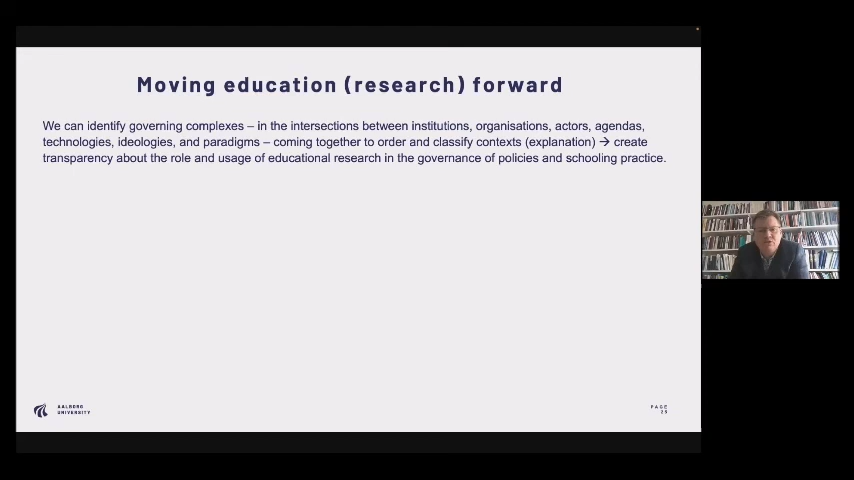 Moving education (research) forward
We can identify governing complexes – in the intersections between institutions, organisations, actors, agendas,
technologies, ideologies, and paradigms – coming together to order and classify contexts (explanation) → create
transparency about the role and usage of educational research in the governance of policies and schooling practice.
AALBORG
UNIVERSITY
PAGE